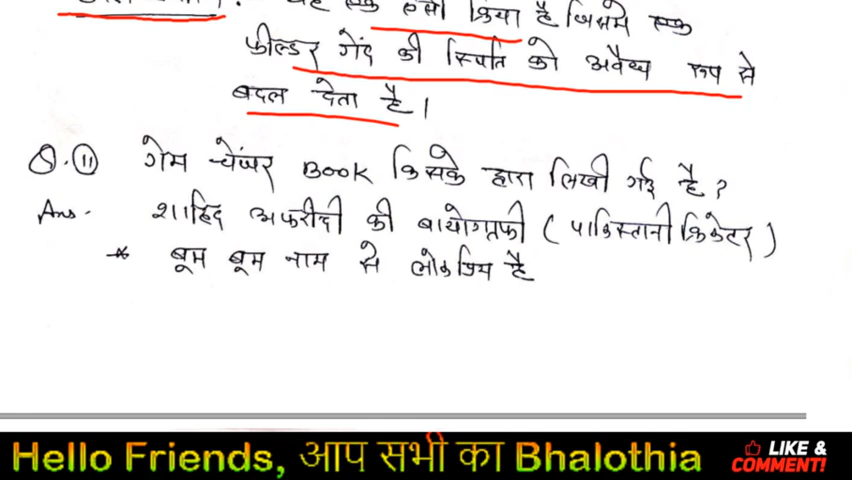 यह एक ऐसी क्रिया है जिसमे एक
फील्डर गेंद की स्थिति को अवैध्य रूप से
बदल देता है।
Q.11 गेम चेंजर Book किसके द्वारा लिखी गई है?
Ans. शाहिद अफरीदी की बायोग्राफी (पाकिस्तानी क्रिकेटर)
* बूम बूम नाम से लोकप्रिय है
Hello Friends, आप सभी का Bhalothia
LIKE &
COMMENT!